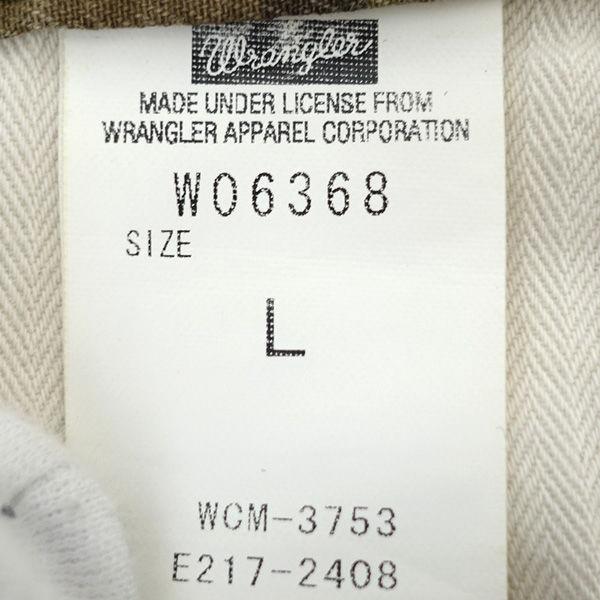 Wrangler
MADE UNDER LICENSE FROM
WRANGLER APPAREL CORPORATION
W06368
SIZE
L
WCM-3753
E217-2408